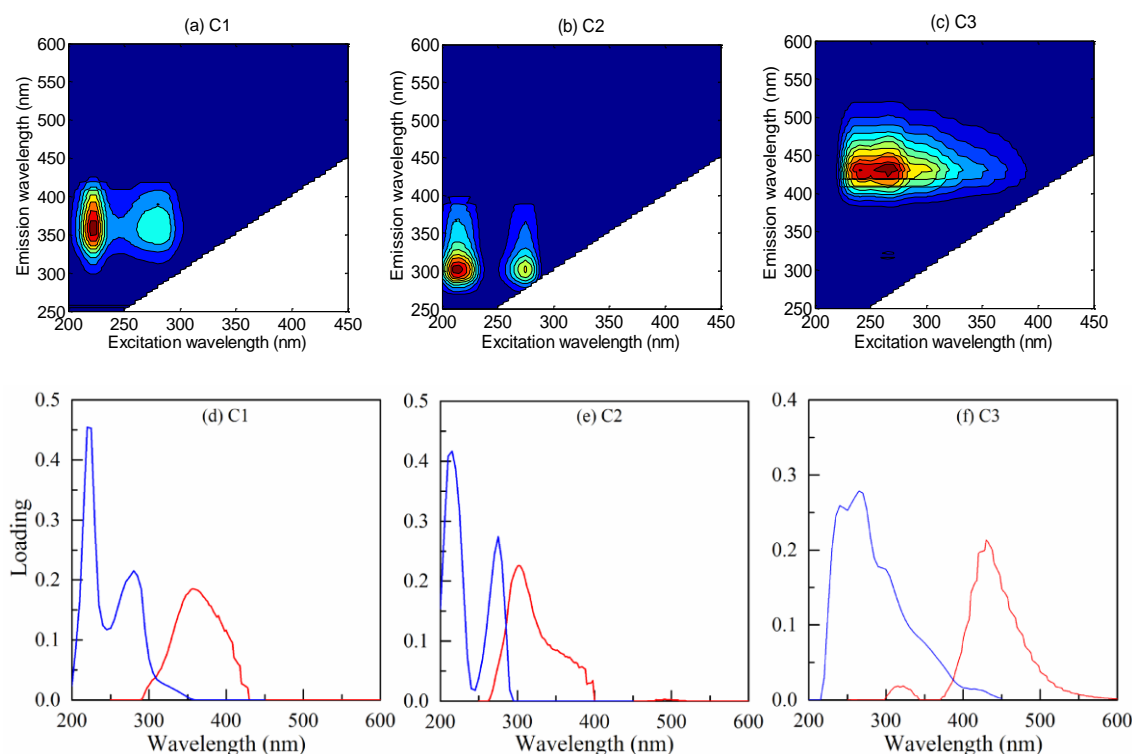 (a) C1
(b) C2
(c) C3
600
550
500
450
400
350
300
250
Emission wavelength (nm)
200 250 300 350 400 450
Excitation wavelength (nm)
600
550
500
450
400
350
300
250
Emission wavelength (nm)
200 250 300 350 400 450
Excitation wavelength (nm)
600
550
500
450
400
350
300
250
Emission wavelength (nm)
200 250 300 350 400 450
Excitation wavelength (nm)
(d) C1
0.5
0.4
0.3
0.2
0.1
0.0
Loading
200 300 400 500 600
Wavelength (nm)
(e) C2
0.5
0.4
0.3
0.2
0.1
0.0
200 300 400 500 600
Wavelength (nm)
(f) C3
0.4
0.3
0.2
0.1
0.0
200 300 400 500 600
Wavelength (nm)